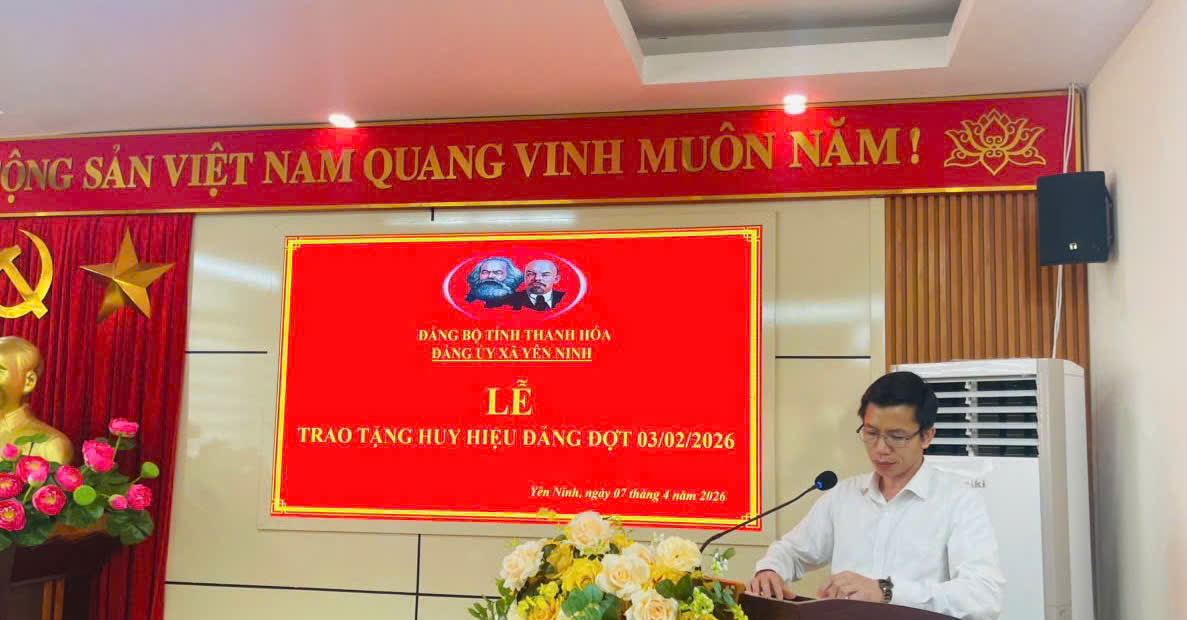 ỘNG SẢN VIỆT NAM QUANG VINH MUÔN NĂM!
ĐẢNG BỘ TỈNH THANH HÓA
ĐẢNG ỦY XÃ YÊN NINH
LỄ
TRAO TẶNG HUY HIỆU ĐẢNG ĐỢT 03/02/2026
Yên Ninh, ngày 07 tháng 4 năm 2026